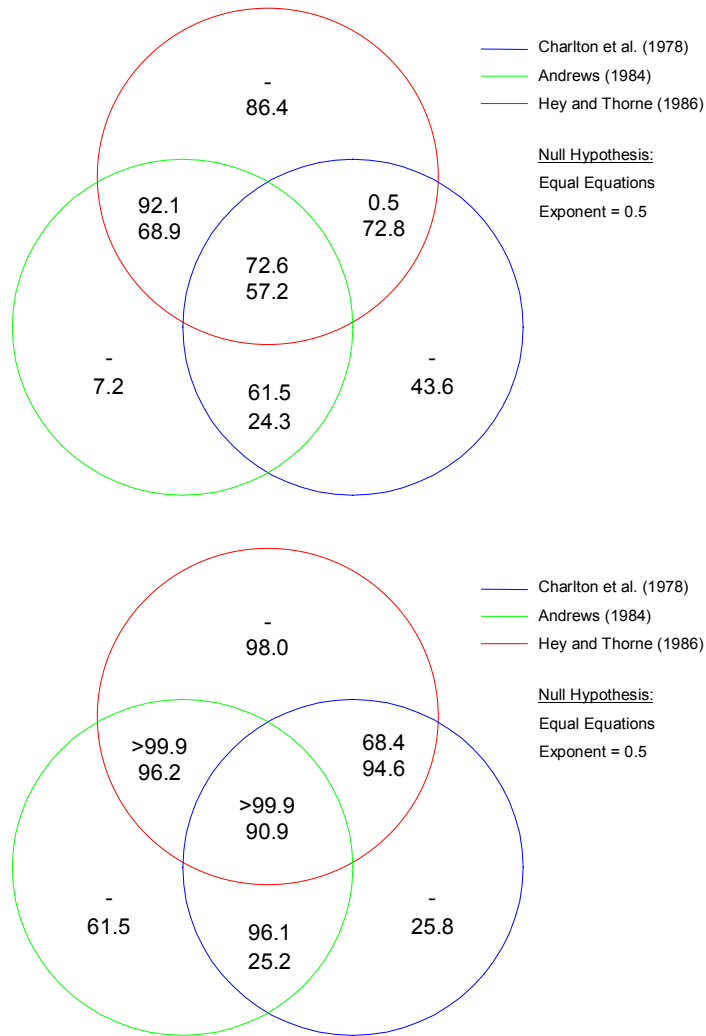 -
86.4
Charlton et al. (1978)
Andrews (1984)
Hey and Thorne (1986)
Null Hypothesis:
Equal Equations
Exponent = 0.5
92.1
68.9
0.5
72.8
72.6
57.2
-
7.2
61.5
24.3
-
43.6
-
98.0
Charlton et al. (1978)
Andrews (1984)
Hey and Thorne (1986)
Null Hypothesis:
Equal Equations
Exponent = 0.5
>99.9
96.2
68.4
94.6
>99.9
90.9
-
61.5
96.1
25.2
-
25.8